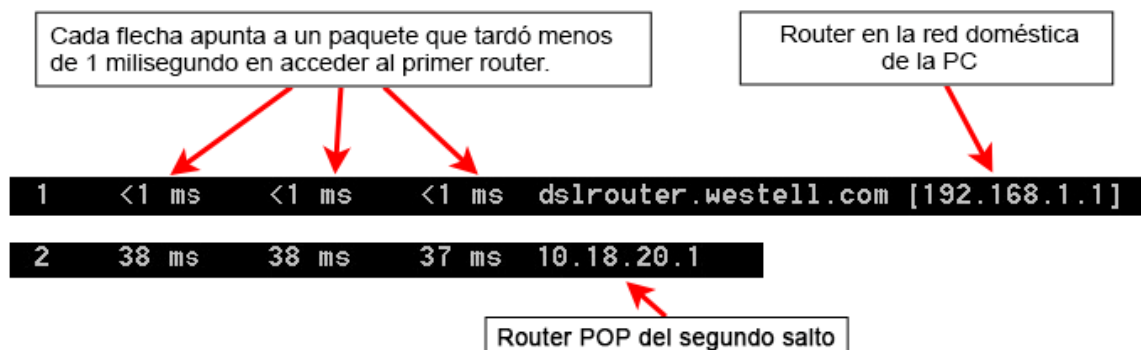 Cada flecha apunta a un paquete que tardó menos
de 1 milisegundo en acceder al primer router.
Router en la red doméstica
de la PC
1 <1 ms <1 ms <1 ms dslrouter.westell.com [192.168.1.1]
2 38 ms 38 ms 37 ms 10.18.20.1
Router POP del segundo salto